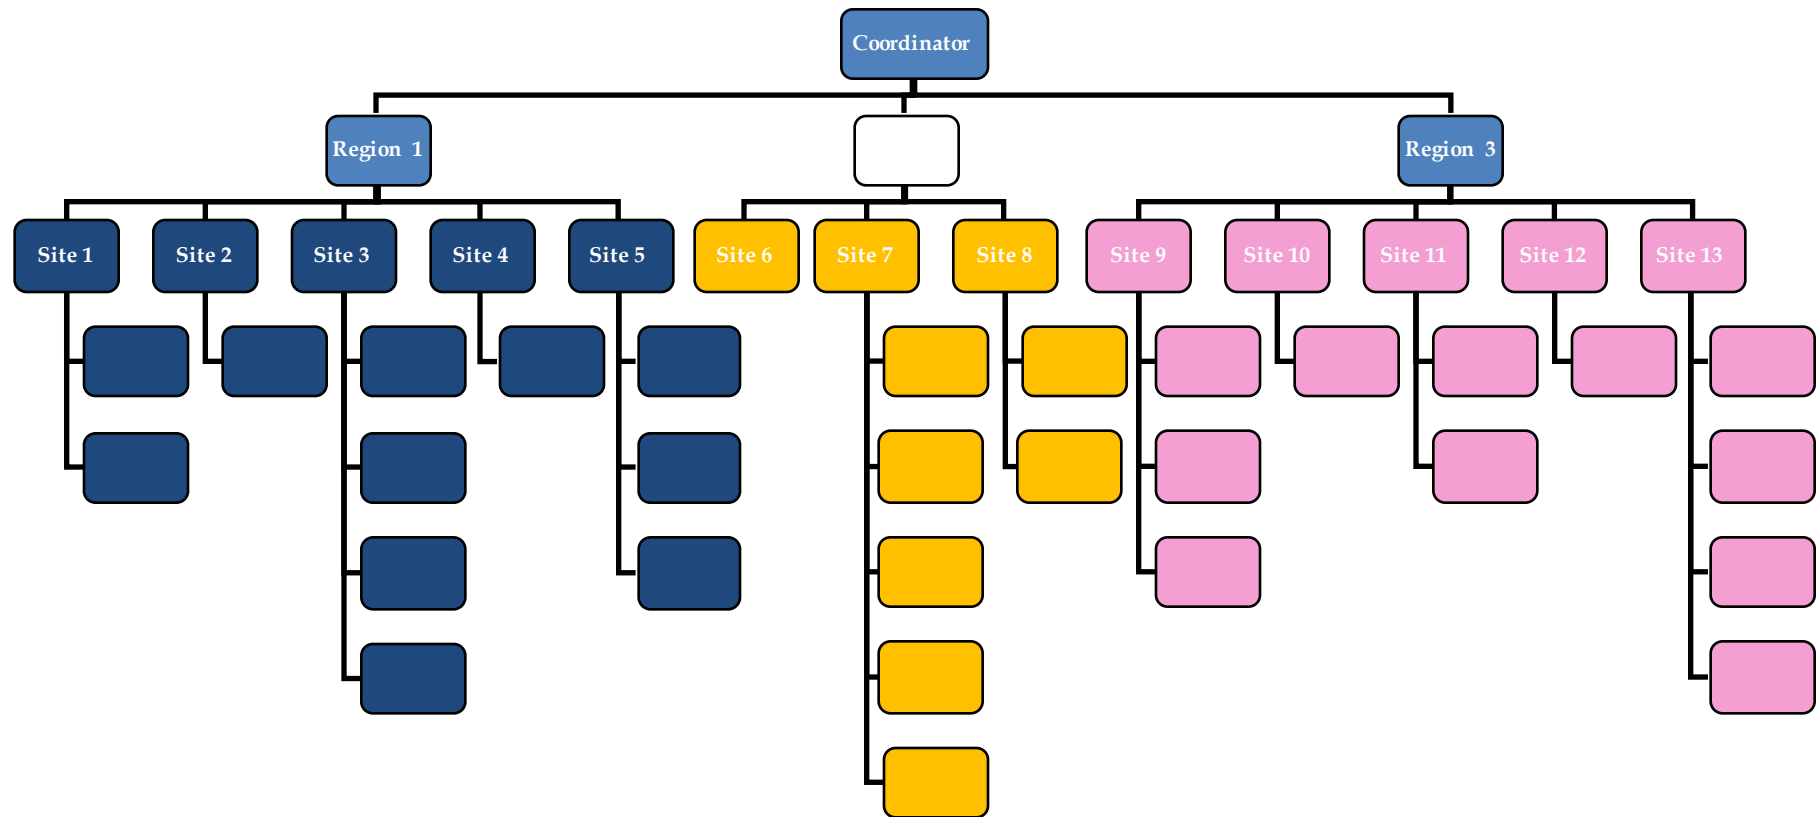 Coordinator
Region 1
Region 3
Site 1
Site 2
Site 3
Site 4
Site 5
Site 6
Site 7
Site 8
Site 9
Site 10
Site 11
Site 12
Site 13